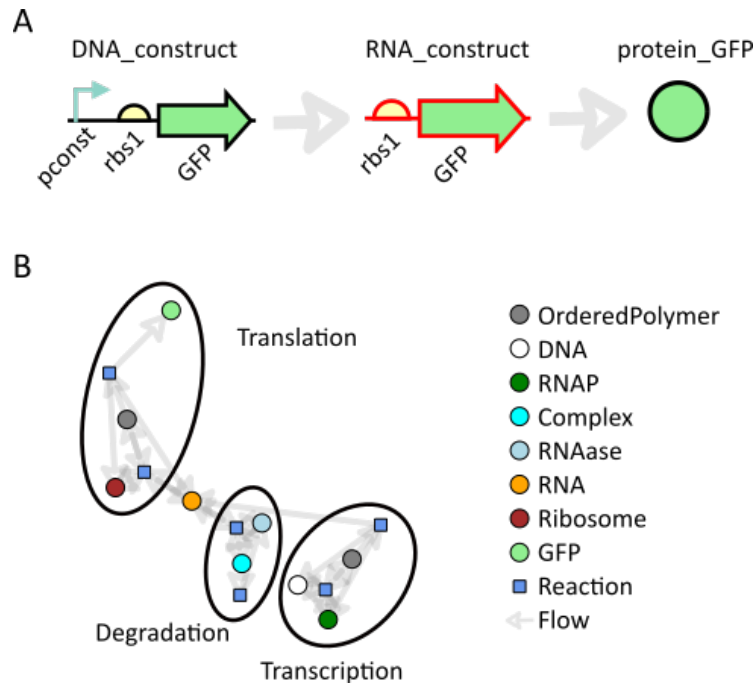 A
DNA_construct
RNA_construct
protein_GFP
pconst
rbs1
GFP
rbs1
GFP
B
Translation
Degradation
Transcription
OrderedPolymer
DNA
RNAP
Complex
RNAase
RNA
Ribosome
GFP
Reaction
Flow